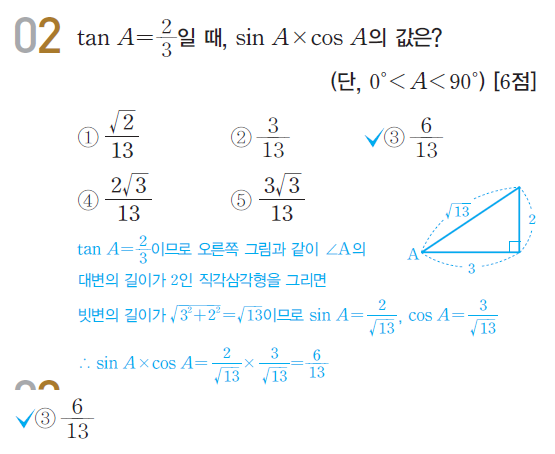 02 tan A=2/3일 때, sin A×cos A의 값은?
(단, 0°<A<90°) [6점]
① √2/13 ② 3/13 ③ 6/13
④ 2√3/13 ⑤ 3√3/13
tan A=2/3이므로 오른쪽 그림과 같이 ∠A의
대변의 길이가 2인 직각삼각형을 그리면
빗변의 길이가 √(3²+2²)=√13이므로 sin A=2/√13, cos A=3/√13
∴ sin A×cos A=2/√13×3/√13=6/13
√13
2
A
3
③ 6/13